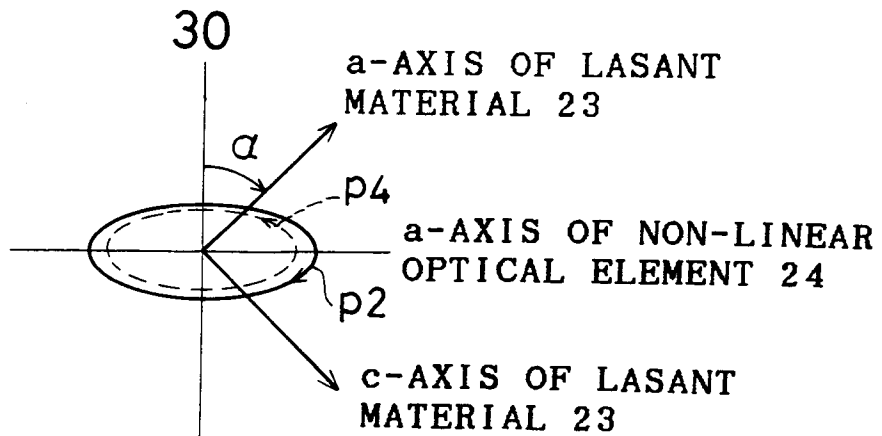 30
a-AXIS OF LASANT
MATERIAL 23
α
p4
a-AXIS OF NON-LINEAR
OPTICAL ELEMENT 24
p2
c-AXIS OF LASANT
MATERIAL 23